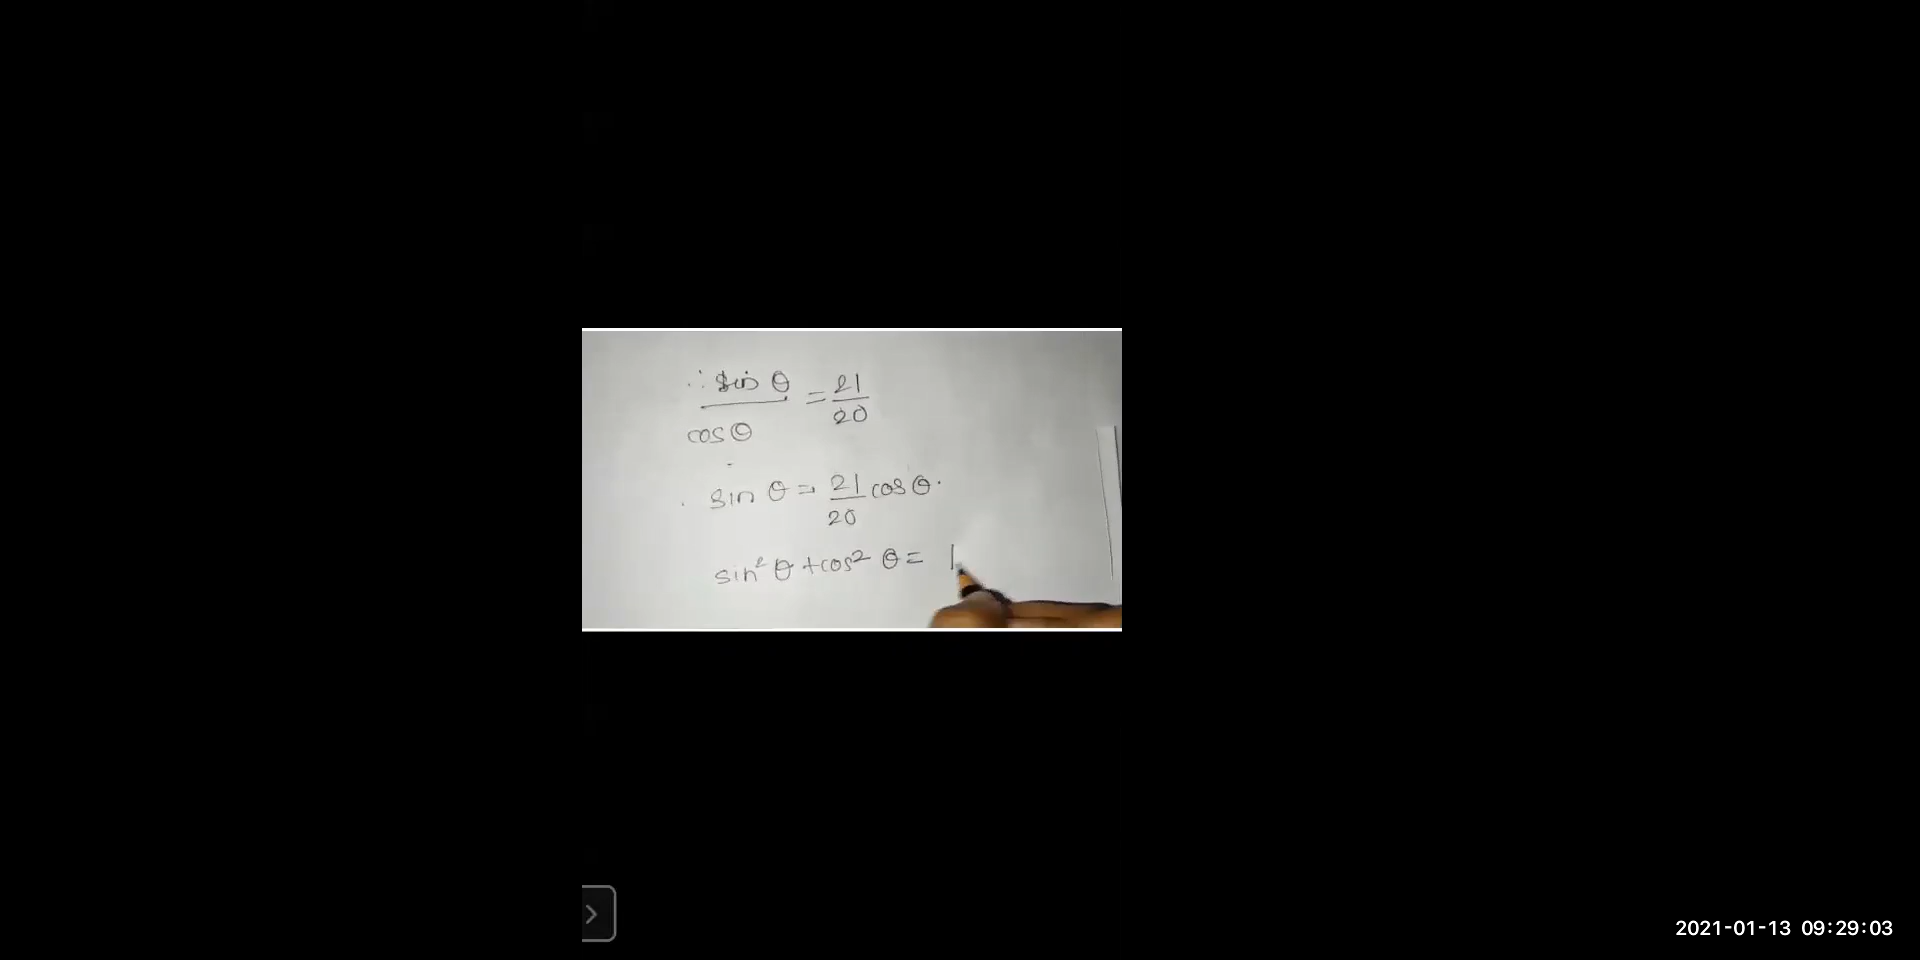 ∴ sin θ / cos θ = 21/20
sin θ = 21/20 cos θ.
sin² θ + cos² θ = 1
2021-01-13 09:29:03